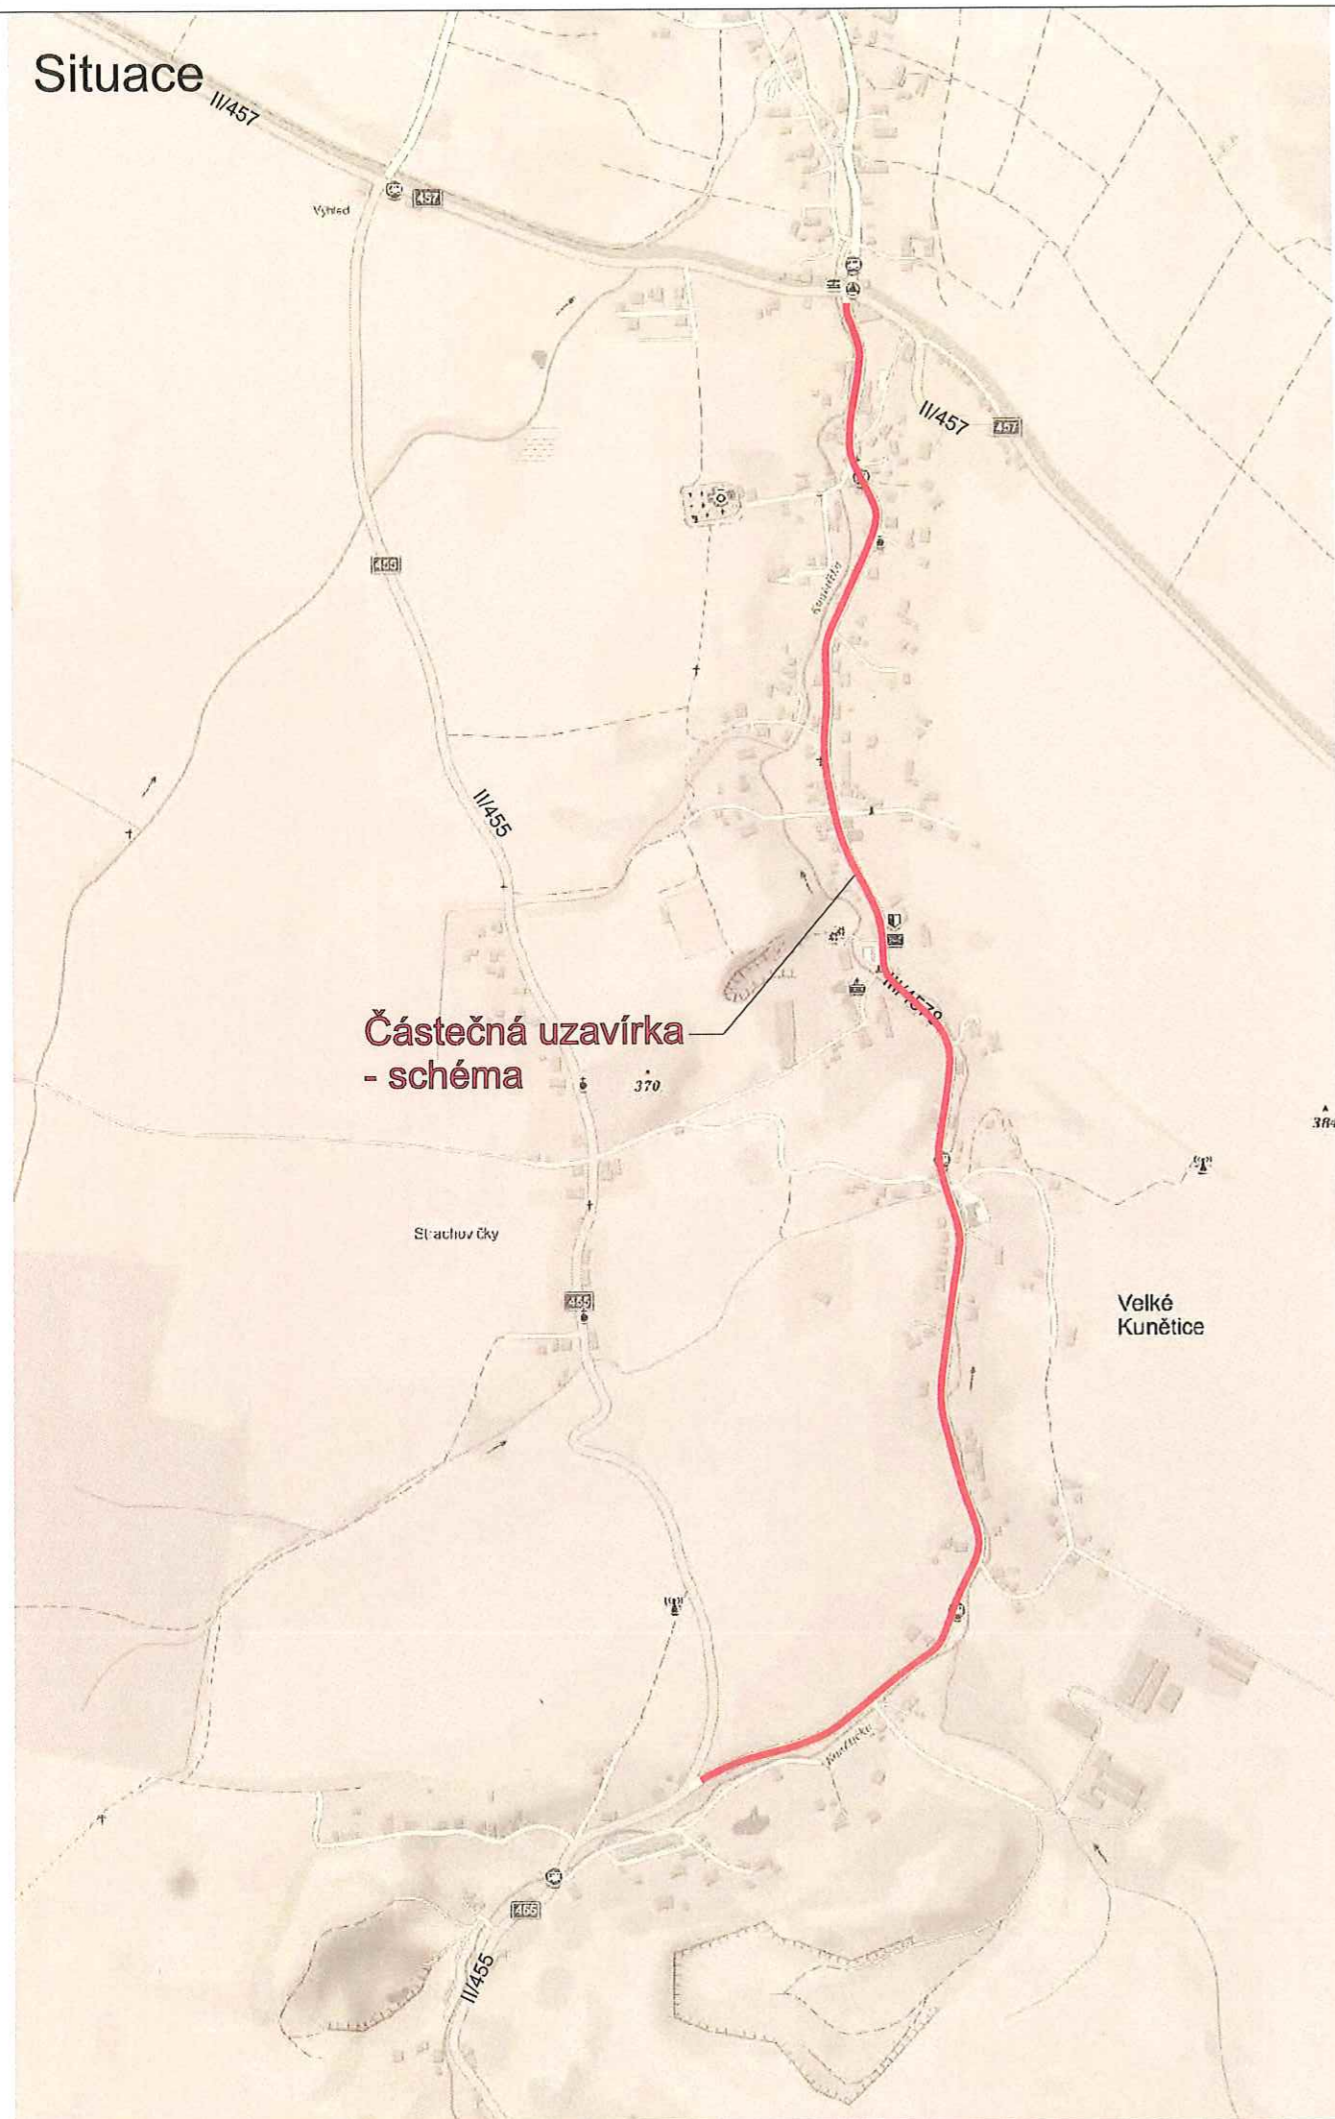 Situace
II/457
457
Výhled
II/457
457
455
II/455
Částečná uzavírka
- schéma
370
384
Strachovičky
455
Velké
Kunětice
455
II/455